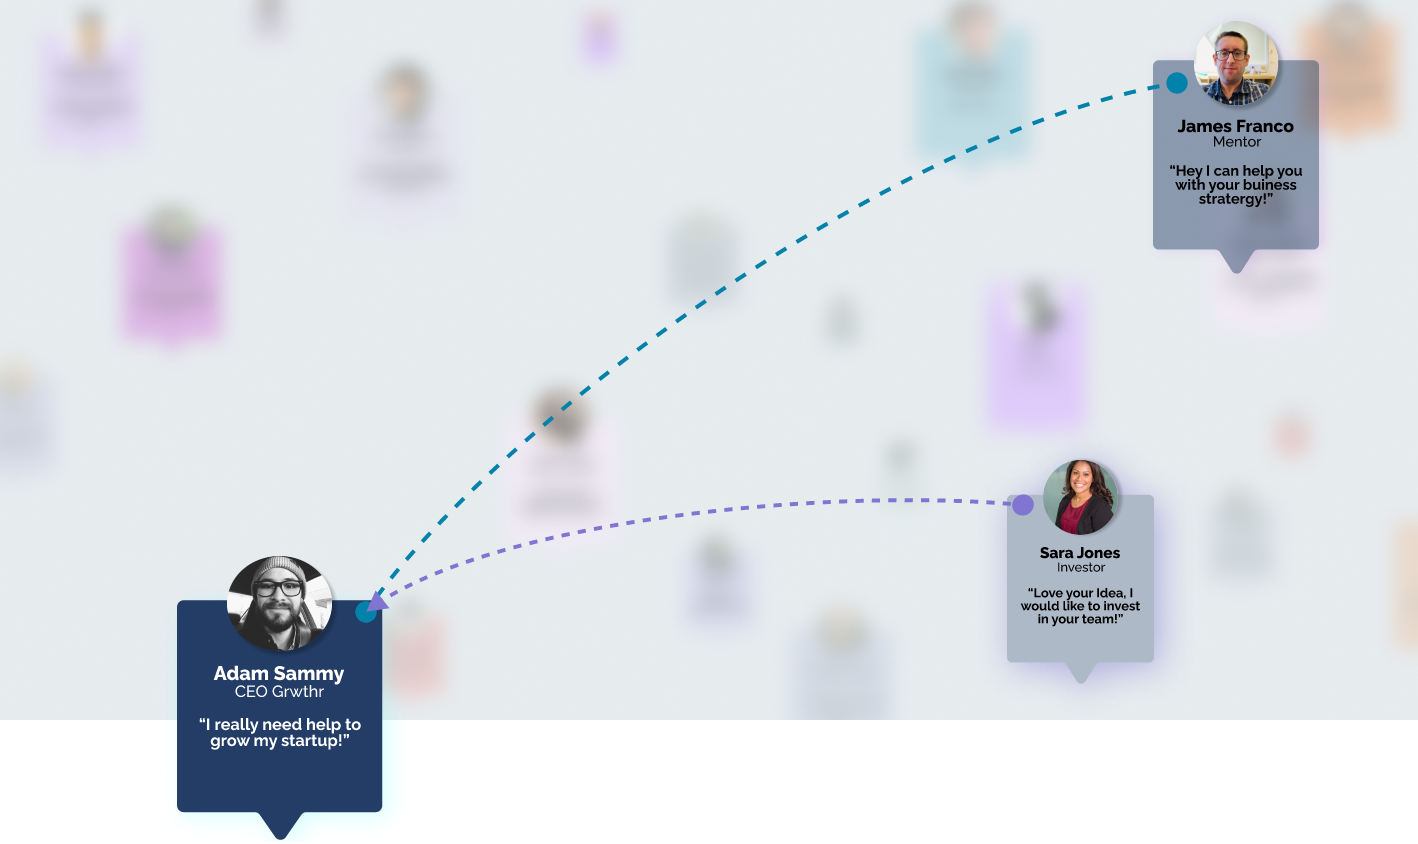 James Franco
Mentor
“Hey I can help you
with your buiness
stratergy!”
Sara Jones
Investor
“Love your Idea, I
would like to invest
in your team!”
Adam Sammy
CEO Grwthr
“I really need help to
grow my startup!”